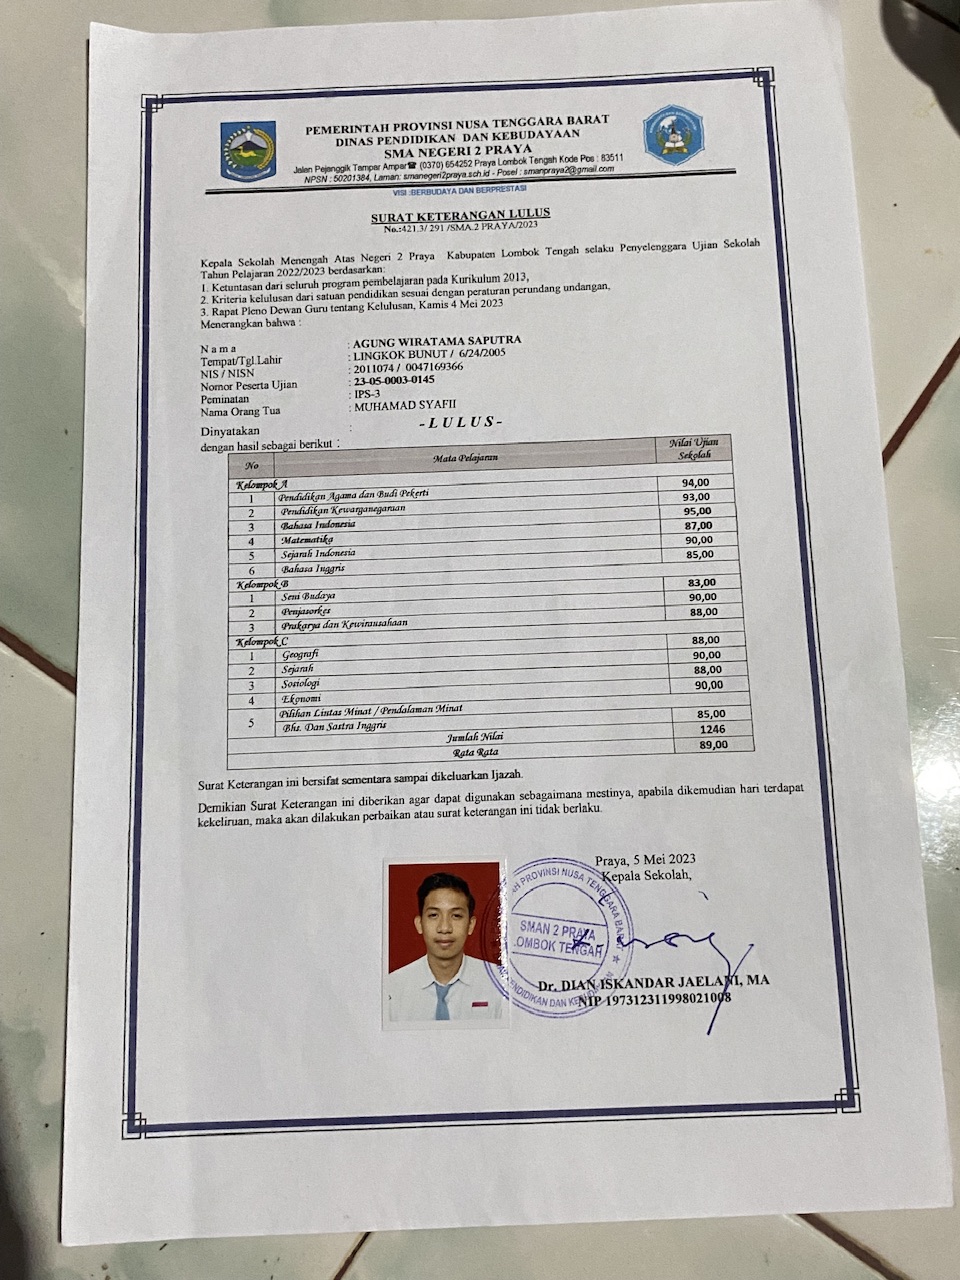 PEMERINTAH PROVINSI NUSA TENGGARA BARAT
DINAS PENDIDIKAN DAN KEBUDAYAAN
SMA NEGERI 2 PRAYA
Jalan Pejanggik Tampar Ampar☎ (0370) 654252 Praya Lombok Tengah Kode Pos : 83511
NPSN : 50201384, Laman: smanegeri2praya.sch.id - Posel : smanpraya2@gmail.com
VISI :BERBUDAYA DAN BERPRESTASI
SURAT KETERANGAN LULUS
No.:421.3/ 291 /SMA.2 PRAYA/2023
Kepala Sekolah Menengah Atas Negeri 2 Praya Kabupaten Lombok Tengah selaku Penyelenggara Ujian Sekolah
Tahun Pelajaran 2022/2023 berdasarkan:
1. Ketuntasan dari seluruh program pembelajaran pada Kurikulum 2013,
2. Kriteria kelulusan dari satuan pendidikan sesuai dengan peraturan perundang undangan,
3. Rapat Pleno Dewan Guru tentang Kelulusan, Kamis 4 Mei 2023
Menerangkan bahwa :
N a m a : AGUNG WIRATAMA SAPUTRA
Tempat/Tgl.Lahir : LINGKOK BUNUT / 6/24/2005
NIS / NISN : 2011074 / 0047169366
Nomor Peserta Ujian : 23-05-0003-0145
Peminatan : IPS-3
Nama Orang Tua : MUHAMAD SYAFII
Dinyatakan : - L U L U S -
dengan hasil sebagai berikut :
No Mata Pelajaran Nilai Ujian Sekolah
Kelompok A
1 Pendidikan Agama dan Budi Pekerti 94,00
2 Pendidikan Kewarganegaraan 93,00
3 Bahasa Indonesia 95,00
4 Matematika 87,00
5 Sejarah Indonesia 90,00
6 Bahasa Inggris 85,00
Kelompok B
1 Seni Budaya 83,00
2 Penjasorkes 90,00
3 Prakarya dan Kewirausahaan 88,00
Kelompok C
1 Geografi 88,00
2 Sejarah 90,00
3 Sosiologi 88,00
4 Ekonomi 90,00
5 Pilihan Lintas Minat / Pendalaman Minat
Bhs. Dan Sastra Inggris 85,00
Jumlah Nilai 1246
Rata Rata 89,00
Surat Keterangan ini bersifat sementara sampai dikeluarkan Ijazah.
Demikian Surat Keterangan ini diberikan agar dapat digunakan sebagaimana mestinya, apabila dikemudian hari terdapat
kekeliruan, maka akan dilakukan perbaikan atau surat keterangan ini tidak berlaku.
Praya, 5 Mei 2023
Kepala Sekolah,
PROVINSI NUSA TENGGARA BARAT
SMAN 2 PRAYA
LOMBOK TENGAH
Dr. DIAN ISKANDAR JAELANI, MA
NIP 197312311998021008